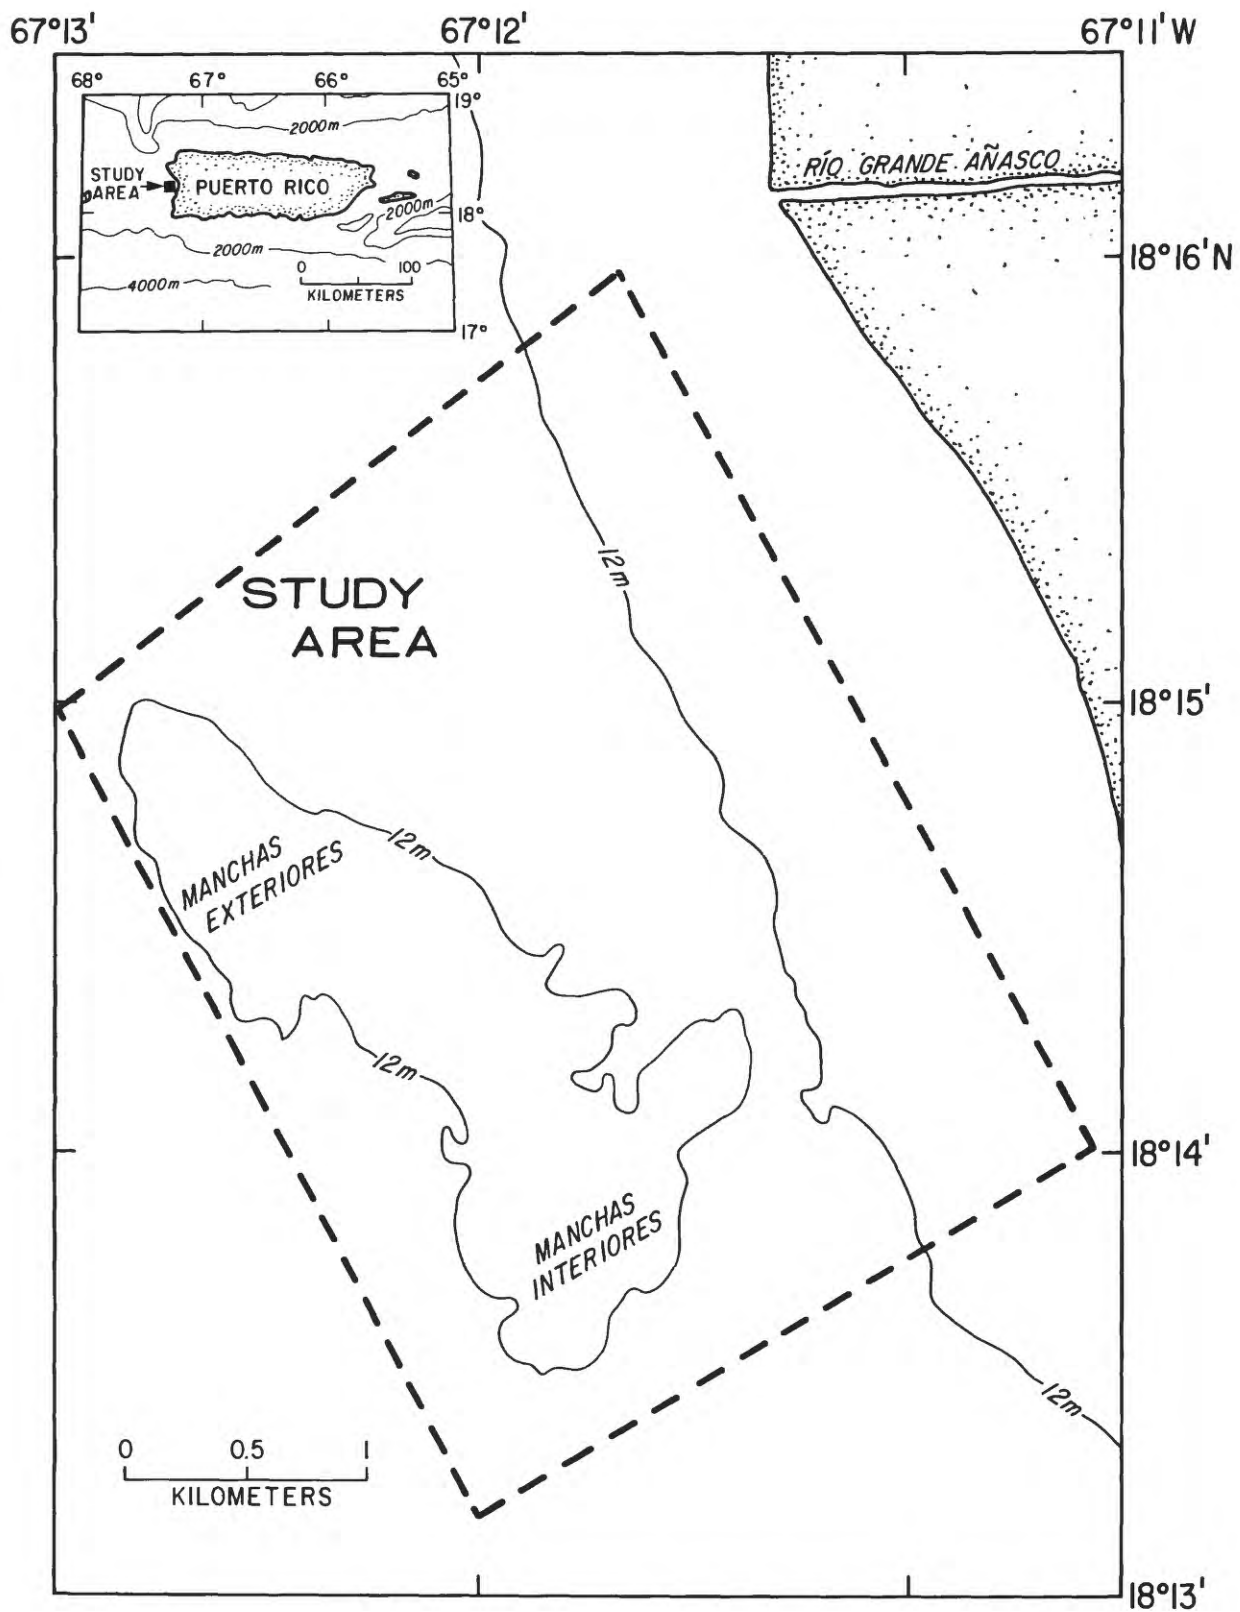 67°13'
67°12'
67°11'W
68°
67°
66°
65°
19°
2000m
STUDY
AREA
PUERTO RICO
2000m
18°
2000m
4000m
0
100
KILOMETERS
17°
RÍO GRANDE AÑASCO
18°16'N
12m
STUDY
AREA
18°15'
12m
MANCHAS
EXTERIORES
12m
18°14'
MANCHAS
INTERIORES
12m
0
0.5
1
KILOMETERS
18°13'